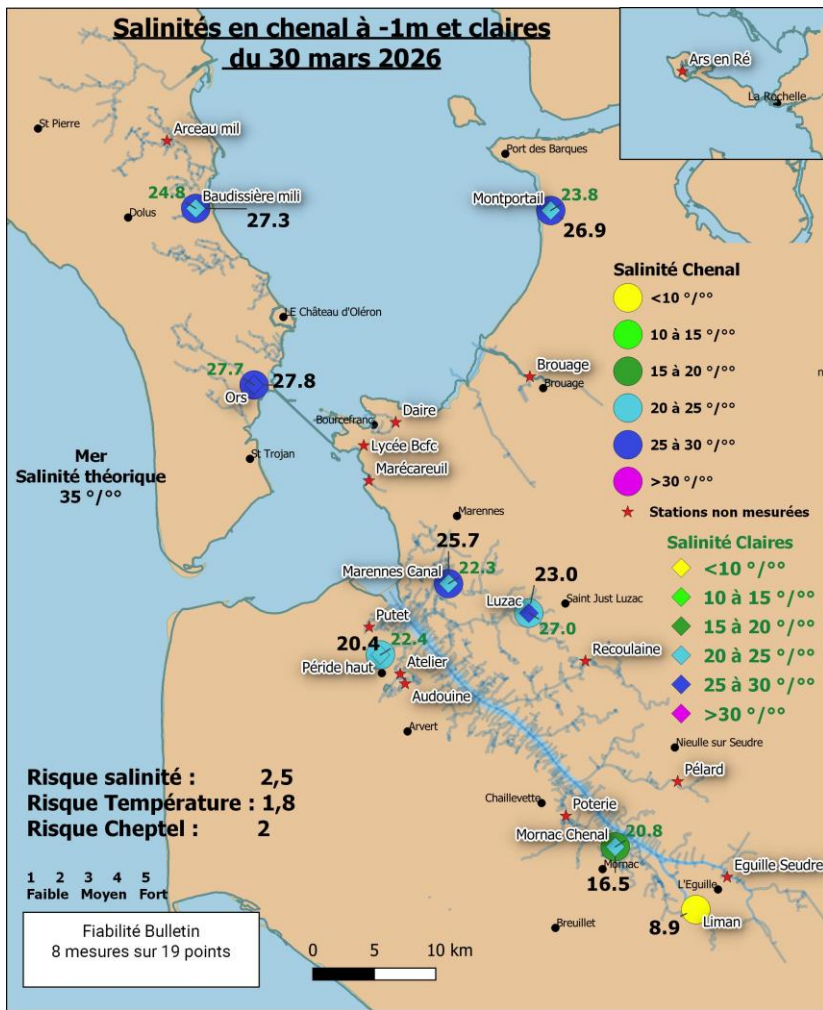 Salinités en chenal à -1m et claires
du 30 mars 2026
Ars en Ré
La Rochelle
St Pierre
Arceau mil
Port des Barques
24.8
Baudissière mili
Dolus
27.3
Montportail
23.8
26.9
Salinité Chenal
<10 °/°°
10 à 15 °/°°
15 à 20 °/°°
20 à 25 °/°°
25 à 30 °/°°
>30 °/°°
Stations non mesurées
LE Château d'Oléron
27.7
27.8
Ors
Brouage
Brouage
Bourcefranc
Daire
Lycée Bcfc
Marécareuil
St Trojan
Mer
Salinité théorique
35 °/°°
Marennes
Salinité Claires
<10 °/°°
10 à 15 °/°°
15 à 20 °/°°
20 à 25 °/°°
25 à 30 °/°°
>30 °/°°
25.7
Marennes Canal
22.3
23.0
Luzac
Saint Just Luzac
27.0
Putet
20.4
22.4
Péride haut
Atelier
Audouine
Recoulaine
Arvert
Nieulle sur Seudre
Pélard
Risque salinité : 2,5
Risque Température : 1,8
Risque Cheptel : 2
Chaillevette
Poterie
Mornac Chenal
20.8
Mornac
16.5
Eguille Seudre
L'Eguille
Liman
8.9
Breuillet
1 2 3 4 5
Faible Moyen Fort
Fiabilité Bulletin
8 mesures sur 19 points
0 5 10 km